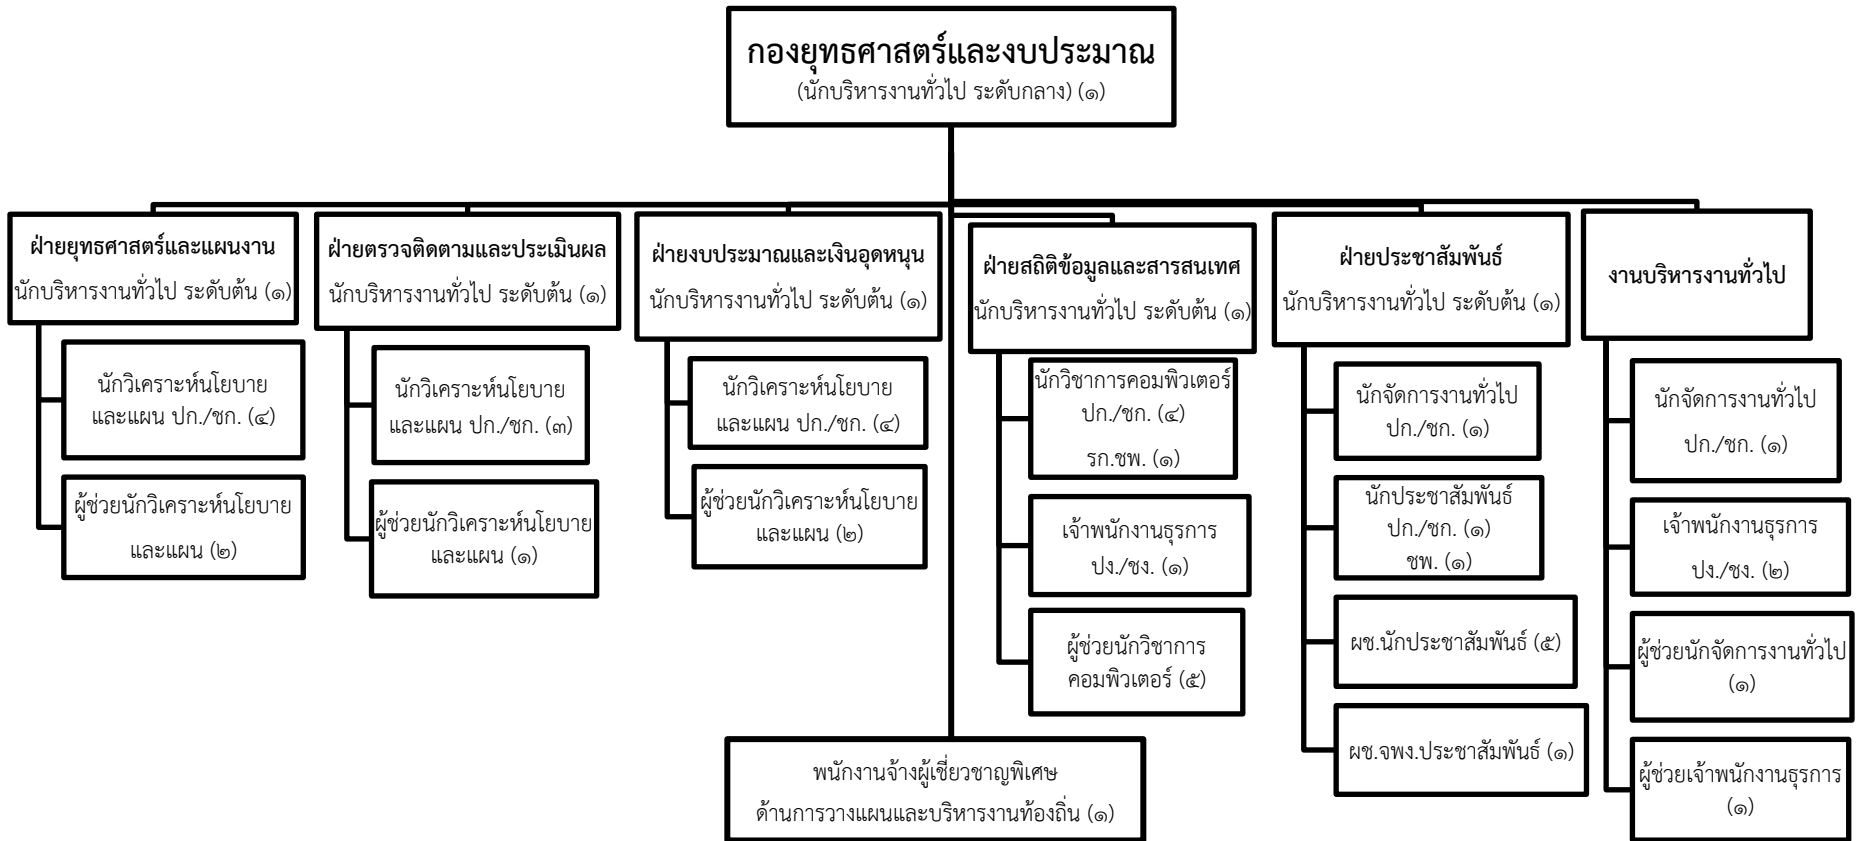 กองยุทธศาสตร์และงบประมาณ
(นักบริหารงานทั่วไป ระดับกลาง) (๑)
ฝ่ายยุทธศาสตร์และแผนงาน
นักบริหารงานทั่วไป ระดับต้น (๑)
นักวิเคราะห์นโยบาย
และแผน ปก./ชก. (๔)
ผู้ช่วยนักวิเคราะห์นโยบาย
และแผน (๒)
ฝ่ายตรวจติดตามและประเมินผล
นักบริหารงานทั่วไป ระดับต้น (๑)
นักวิเคราะห์นโยบาย
และแผน ปก./ชก. (๓)
ผู้ช่วยนักวิเคราะห์นโยบาย
และแผน (๑)
ฝ่ายงบประมาณและเงินอุดหนุน
นักบริหารงานทั่วไป ระดับต้น (๑)
นักวิเคราะห์นโยบาย
และแผน ปก./ชก. (๔)
ผู้ช่วยนักวิเคราะห์นโยบาย
และแผน (๒)
ฝ่ายสถิติข้อมูลและสารสนเทศ
นักบริหารงานทั่วไป ระดับต้น (๑)
นักวิชาการคอมพิวเตอร์
ปก./ชก. (๔)
รก.ชพ. (๑)
เจ้าพนักงานธุรการ
ปง./ชง. (๑)
ผู้ช่วยนักวิชาการ
คอมพิวเตอร์ (๕)
ฝ่ายประชาสัมพันธ์
นักบริหารงานทั่วไป ระดับต้น (๑)
นักจัดการงานทั่วไป
ปก./ชก. (๑)
นักประชาสัมพันธ์
ปก./ชก. (๑)
ชพ. (๑)
ผช.นักประชาสัมพันธ์ (๕)
ผช.จพง.ประชาสัมพันธ์ (๑)
งานบริหารงานทั่วไป
นักจัดการงานทั่วไป
ปก./ชก. (๑)
เจ้าพนักงานธุรการ
ปง./ชง. (๒)
ผู้ช่วยนักจัดการงานทั่วไป
(๑)
ผู้ช่วยเจ้าพนักงานธุรการ
(๑)
พนักงานจ้างผู้เชี่ยวชาญพิเศษ
ด้านการวางแผนและบริหารงานท้องถิ่น (๑)